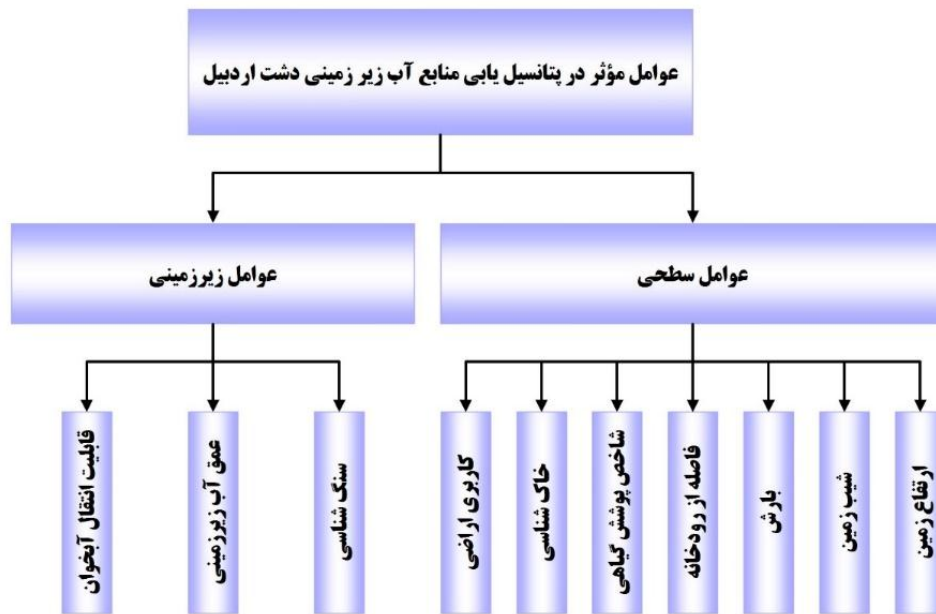 عوامل مؤثر در پتانسیل یابی منابع آب زیر زمینی دشت اردبیل
عوامل سطحی
عوامل زیرزمینی
ارتفاع زمین
شیب زمین
بارش
فاصله از رودخانه
شاخص پوشش گیاهی
خاک شناسی
کاربری اراضی
سنگ شناسی
عمق آب زیرزمینی
قابلیت انتقال آبخوان